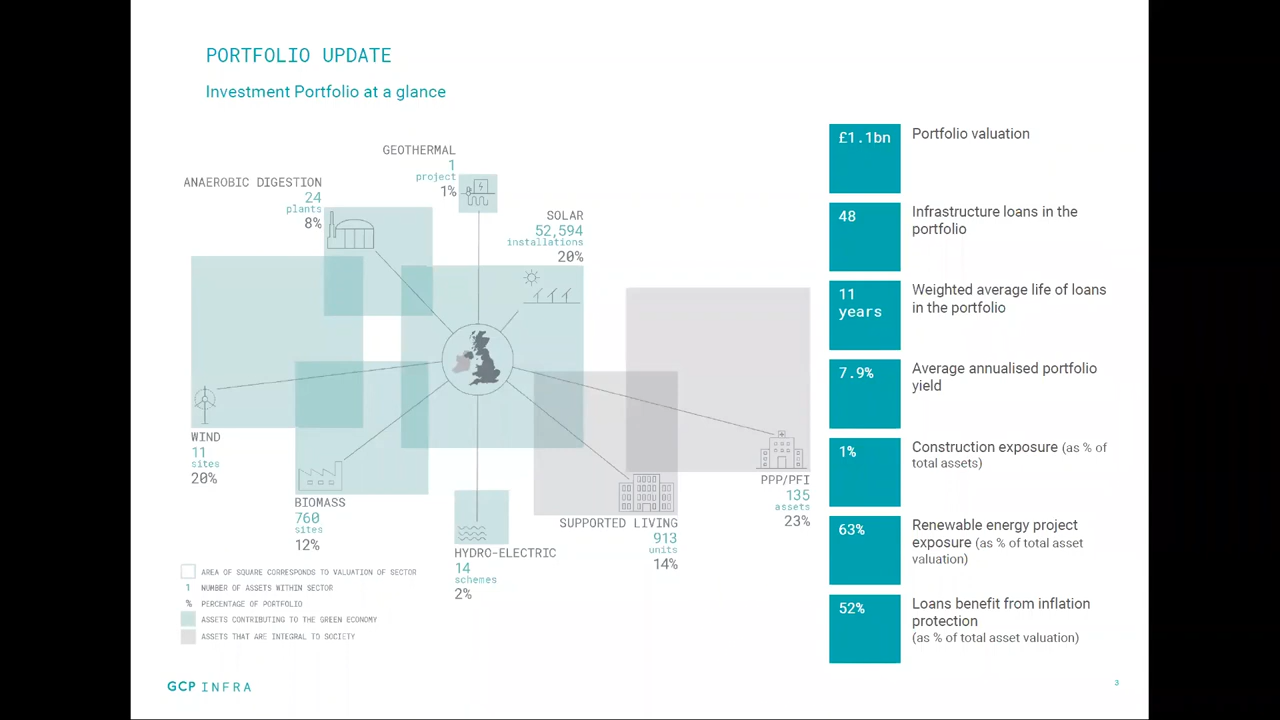 PORTFOLIO UPDATE
Investment Portfolio at a glance
GEOTHERMAL
1
project
1%
ANAEROBIC DIGESTION
24
plants
8%
SOLAR
52,594
installations
20%
WIND
11
sites
20%
BIOMASS
760
sites
12%
HYDRO-ELECTRIC
14
schemes
2%
SUPPORTED LIVING
913
units
14%
PPP/PFI
135
assets
23%
AREA OF SQUARE CORRESPONDS TO VALUATION OF SECTOR
1 NUMBER OF ASSETS WITHIN SECTOR
% PERCENTAGE OF PORTFOLIO
ASSETS CONTRIBUTING TO THE GREEN ECONOMY
ASSETS THAT ARE INTEGRAL TO SOCIETY
£1.1bn
Portfolio valuation
48
Infrastructure loans in the
portfolio
11
years
Weighted average life of loans
in the portfolio
7.9%
Average annualised portfolio
yield
1%
Construction exposure (as % of
total assets)
63%
Renewable energy project
exposure (as % of total asset
valuation)
52%
Loans benefit from inflation
protection
(as % of total asset valuation)
GCP INFRA
3